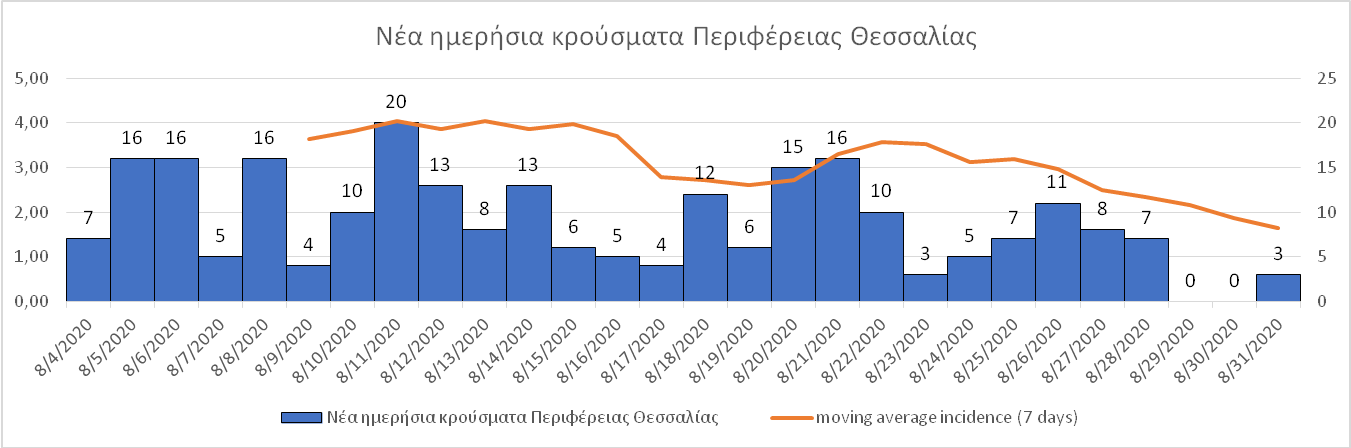 Νέα ημερήσια κρούσματα Περιφέρειας Θεσσαλίας
5,00 25
4,00 20
3,00 15
2,00 10
1,00 5
0,00 0
7 16 16 5 16 4 10 20 13 8 13 6 5 4 12 6 15 16 10 3 5 7 11 8 7 0 0 3
8/4/2020 8/5/2020 8/6/2020 8/7/2020 8/8/2020 8/9/2020 8/10/2020 8/11/2020 8/12/2020 8/13/2020 8/14/2020 8/15/2020 8/16/2020 8/17/2020 8/18/2020 8/19/2020 8/20/2020 8/21/2020 8/22/2020 8/23/2020 8/24/2020 8/25/2020 8/26/2020 8/27/2020 8/28/2020 8/29/2020 8/30/2020 8/31/2020
Νέα ημερήσια κρούσματα Περιφέρειας Θεσσαλίας moving average incidence (7 days)